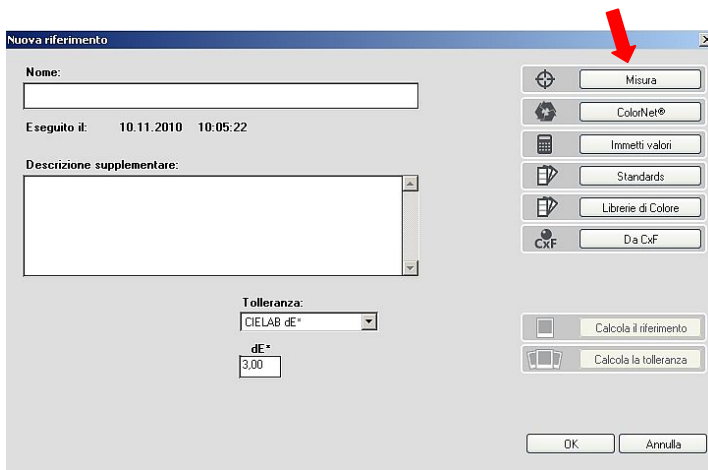 Nuova riferimento
Nome:
Eseguito il: 10.11.2010 10:05:22
Descrizione supplementare:
Tolleranza:
CIELAB dE*
dE*
3,00
Misura
ColorNet®
Immetti valori
Standards
Librerie di Colore
CxF
Da CxF
Calcola il riferimento
Calcola la tolleranza
OK
Annulla